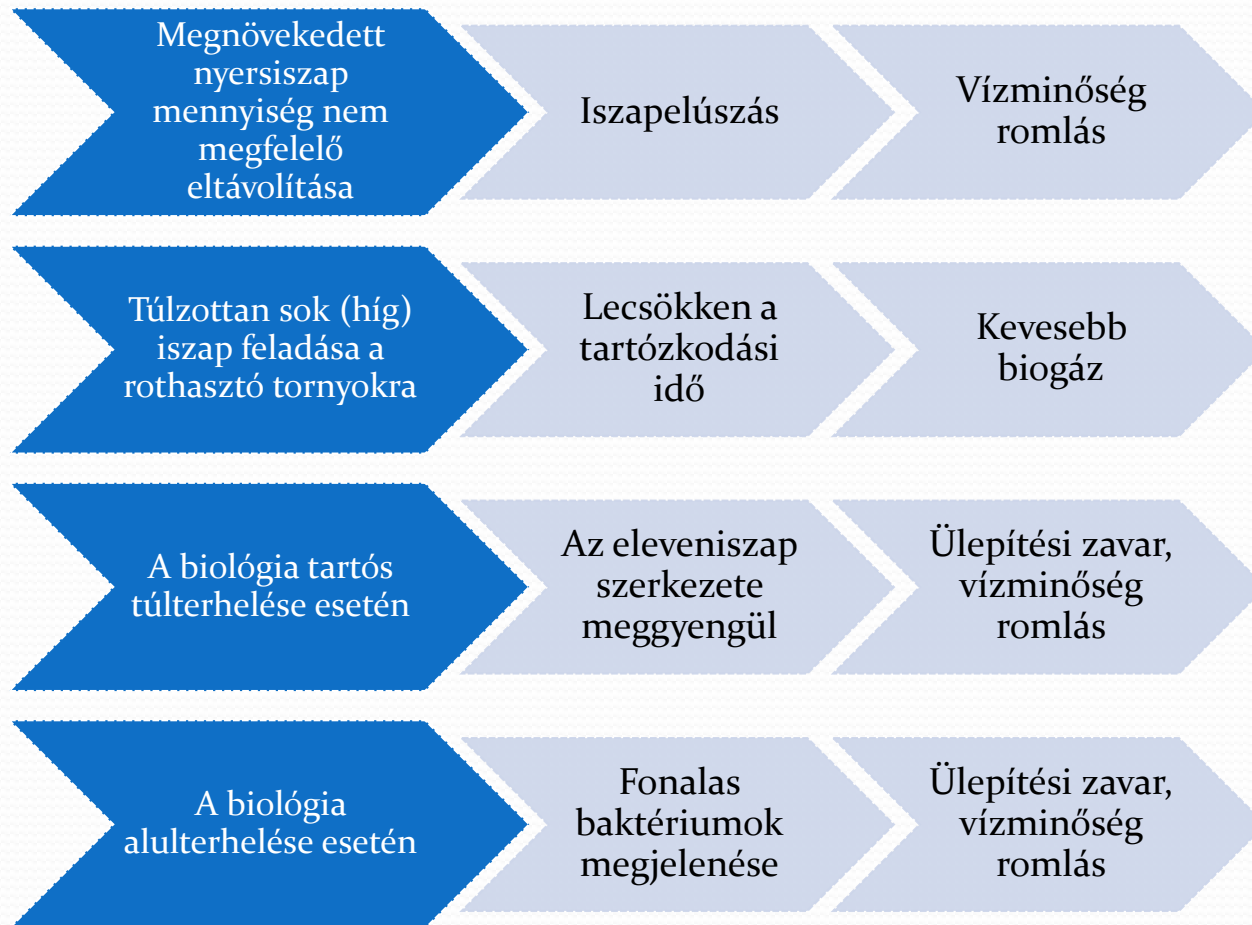 Megnövekedett
nyersiszap
mennyiség nem
megfelelő
eltávolítása
Iszapelúszás
Vízminőség
romlás
Túlzottan sok (híg)
iszap feladása a
rothasztó tornyokra
Lecsökken a
tartózkodási
idő
Kevesebb
biogáz
A biológia tartós
túlterhelése esetén
Az eleveniszap
szerkezete
meggyengül
Ülepítési zavar,
vízminőség
romlás
A biológia
alulterhelése esetén
Fonalas
baktériumok
megjelenése
Ülepítési zavar,
vízminőség
romlás